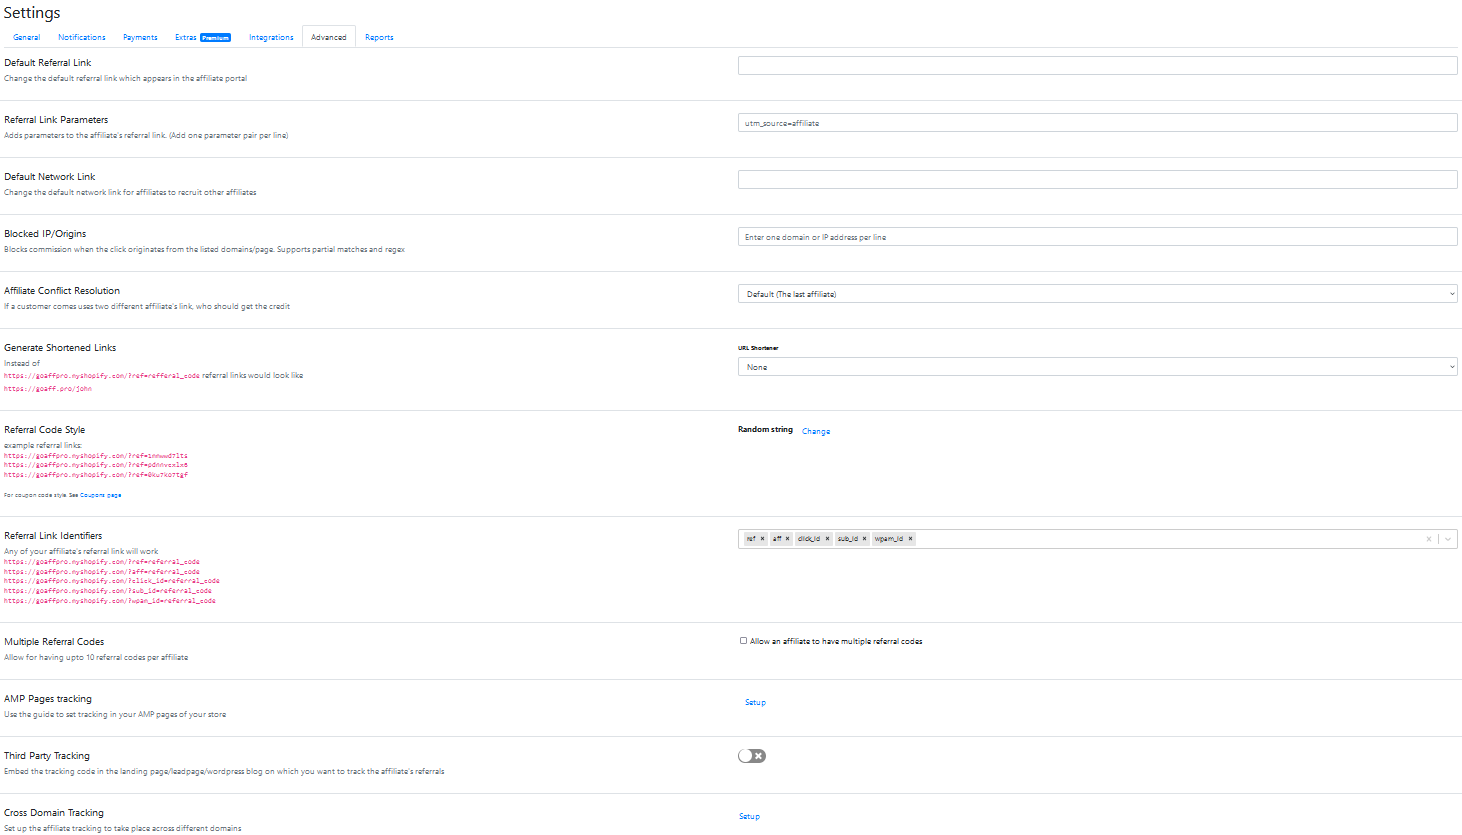 Settings
General Notifications Payments Extras Premium Integrations Advanced Reports
Default Referral Link
Change the default referral link which appears in the affiliate portal
Referral Link Parameters
Adds parameters to the affiliate's referral link. (Add one parameter pair per line)
utm_source=affiliate
Default Network Link
Change the default network link for affiliates to recruit other affiliates
Blocked IP/Origins
Blocks commission when the click originates from the listed domains/page. Supports partial matches and regex
Enter one domain or IP address per line
Affiliate Conflict Resolution
If a customer comes uses two different affiliate's link, who should get the credit
Default (The last affiliate)
Generate Shortened Links
Instead of
https://goaffpro.myshopify.com/?ref=refferal_code referral links would look like
https://goaff.pro/john
URL Shortener
None
Referral Code Style
example referral links:
https://goaffpro.myshopify.com/?ref=
https://goaffpro.myshopify.com/?ref=
https://goaffpro.myshopify.com/?ref=
For coupon code style. See Coupons page
Random string Change
Referral Link Identifiers
Any of your affiliate's referral link will work
https://goaffpro.myshopify.com/?ref=referral_code
https://goaffpro.myshopify.com/?aff=referral_code
https://goaffpro.myshopify.com/?click_id=referral_code
https://goaffpro.myshopify.com/?sub_id=referral_code
https://goaffpro.myshopify.com/?wpam_id=referral_code
ref × aff × click_id × sub_id × wpam_id ×
Multiple Referral Codes
Allow for having upto 10 referral codes per affiliate
Allow an affiliate to have multiple referral codes
AMP Pages tracking
Use the guide to set tracking in your AMP pages of your store
Setup
Third Party Tracking
Embed the tracking code in the landing page/leadpage/wordpress blog on which you want to track the affiliate's referrals
Cross Domain Tracking
Set up the affiliate tracking to take place across different domains
Setup